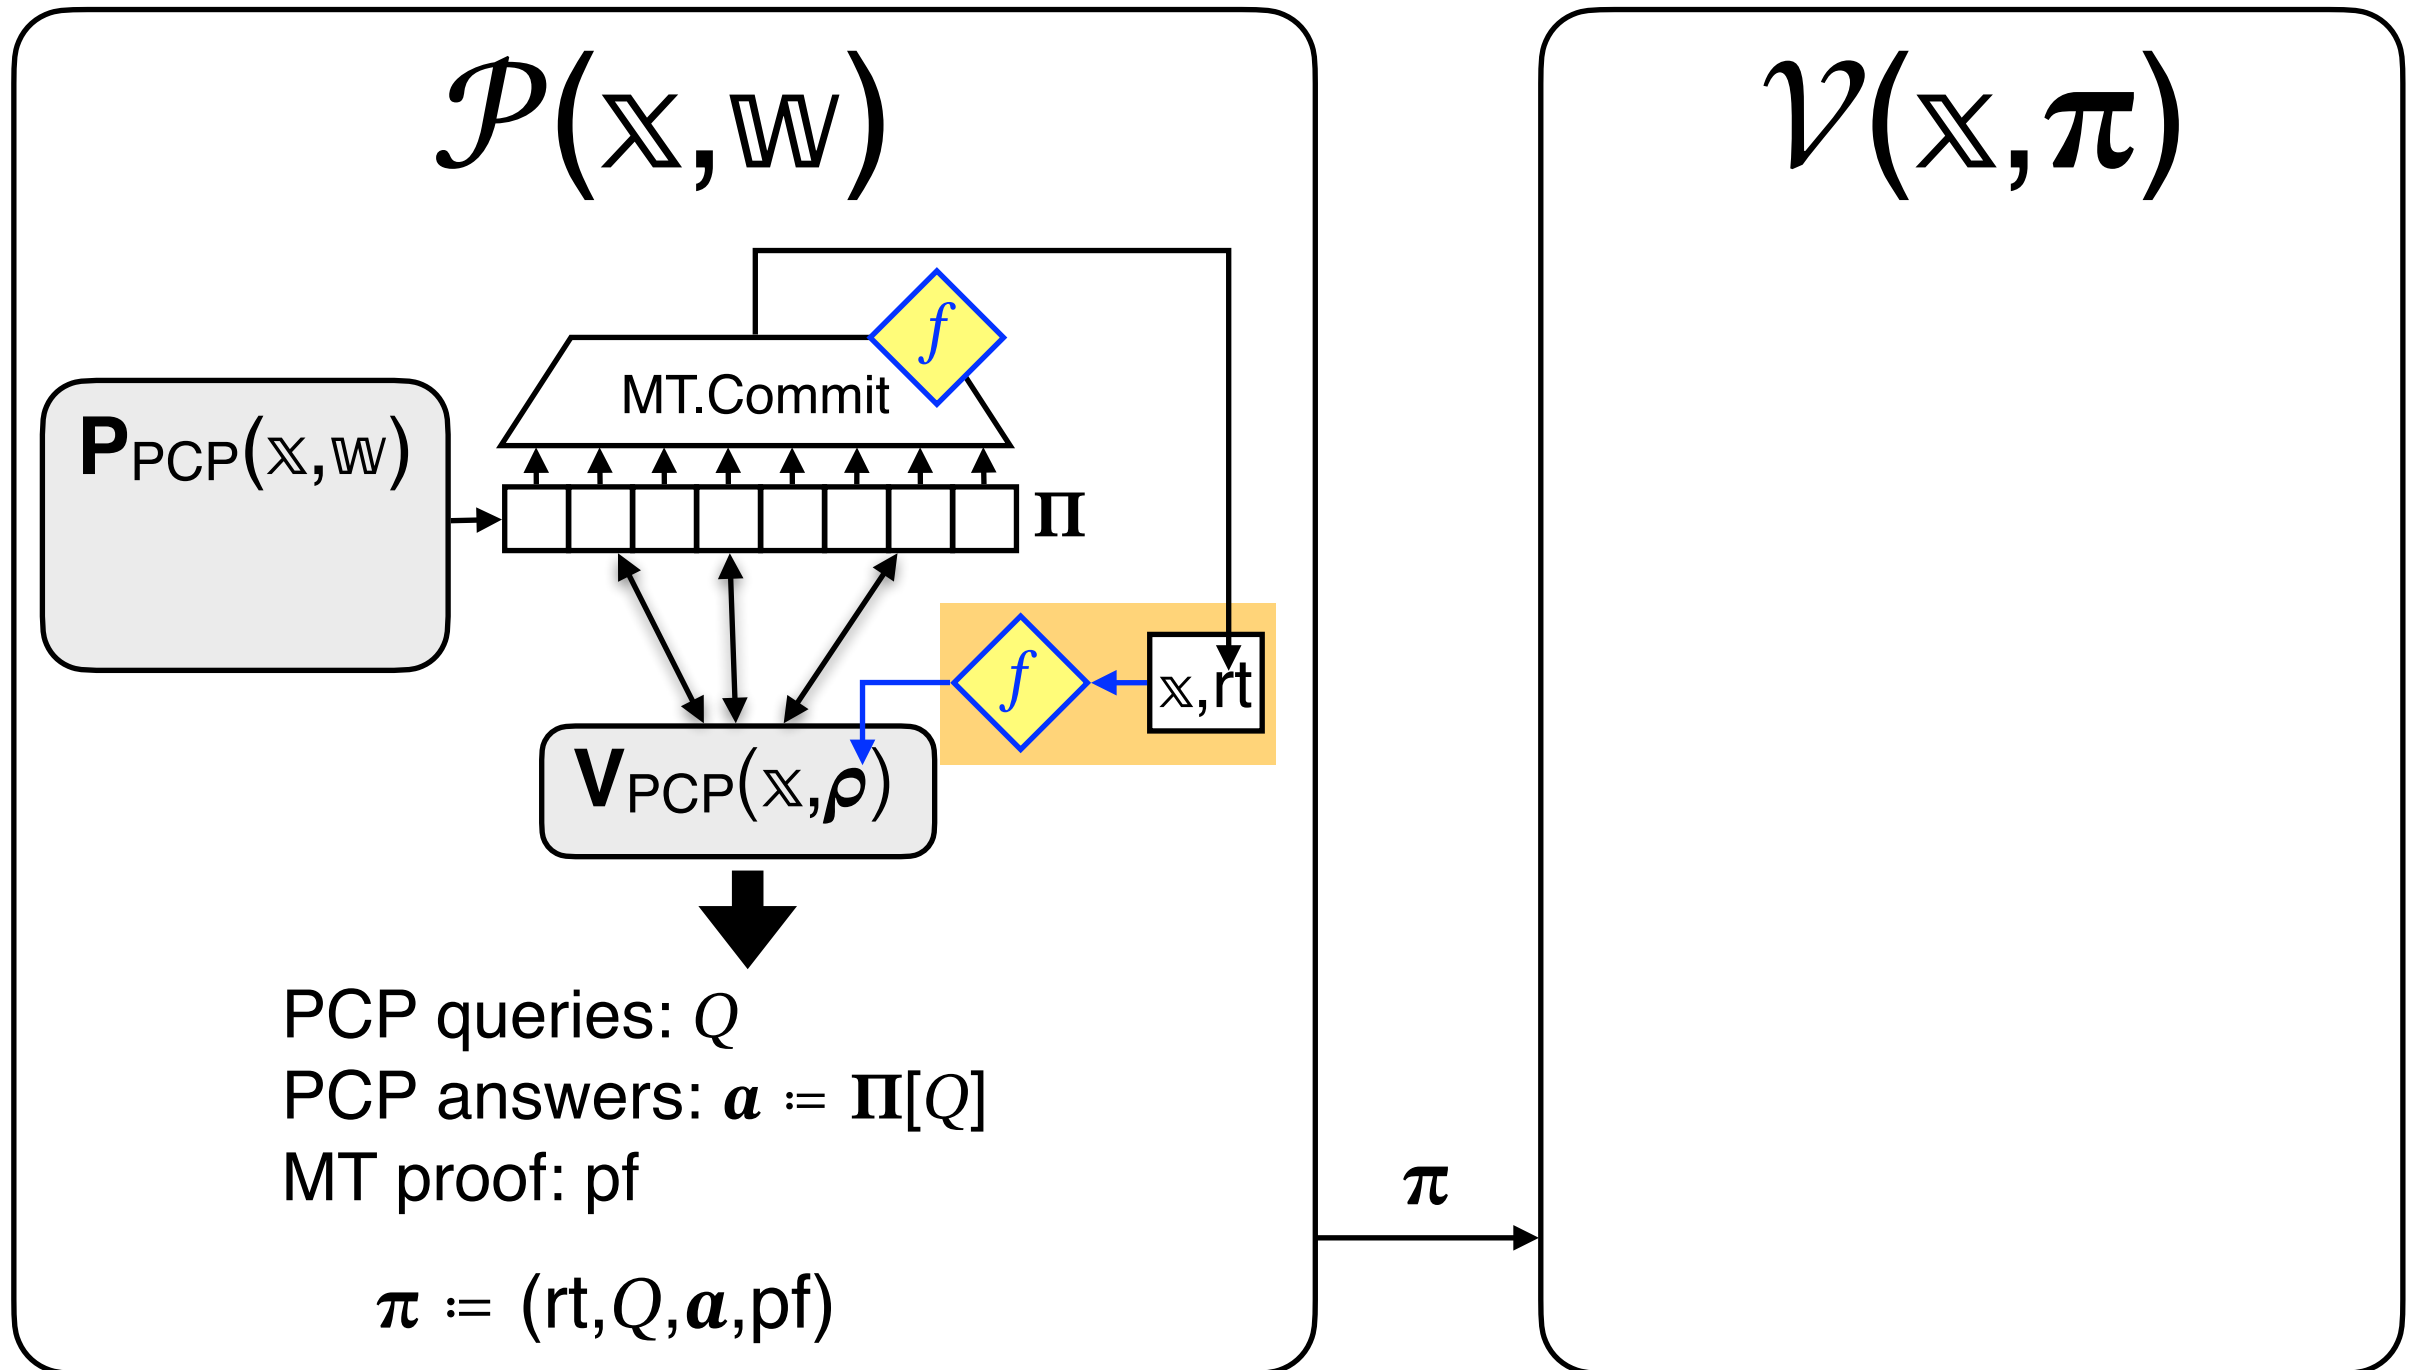 𝒫(𝕩,𝕨)
𝒱(𝕩,𝝅)
f
MT.Commit
P_PCP(𝕩,𝕨)
𝚷
f
𝕩,rt
V_PCP(𝕩,𝝆)
PCP queries: Q
PCP answers: 𝒂 ≔ 𝚷[Q]
MT proof: pf
𝝅
𝝅 ≔ (rt,Q,𝒂,pf)